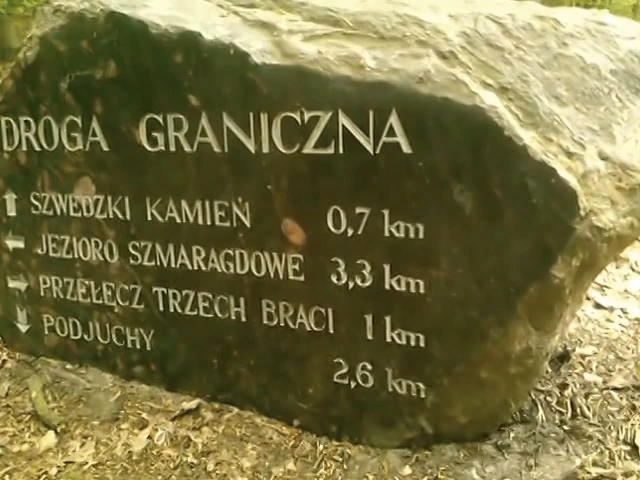 DROGA GRANICZNA
↑ SZWEDZKI KAMIEŃ 0,7 km
← JEZIORO SZMARAGDOWE 3,3 km
→ PRZEŁĘCZ TRZECH BRACI 1 km
↓ PODJUCHY 2,6 km